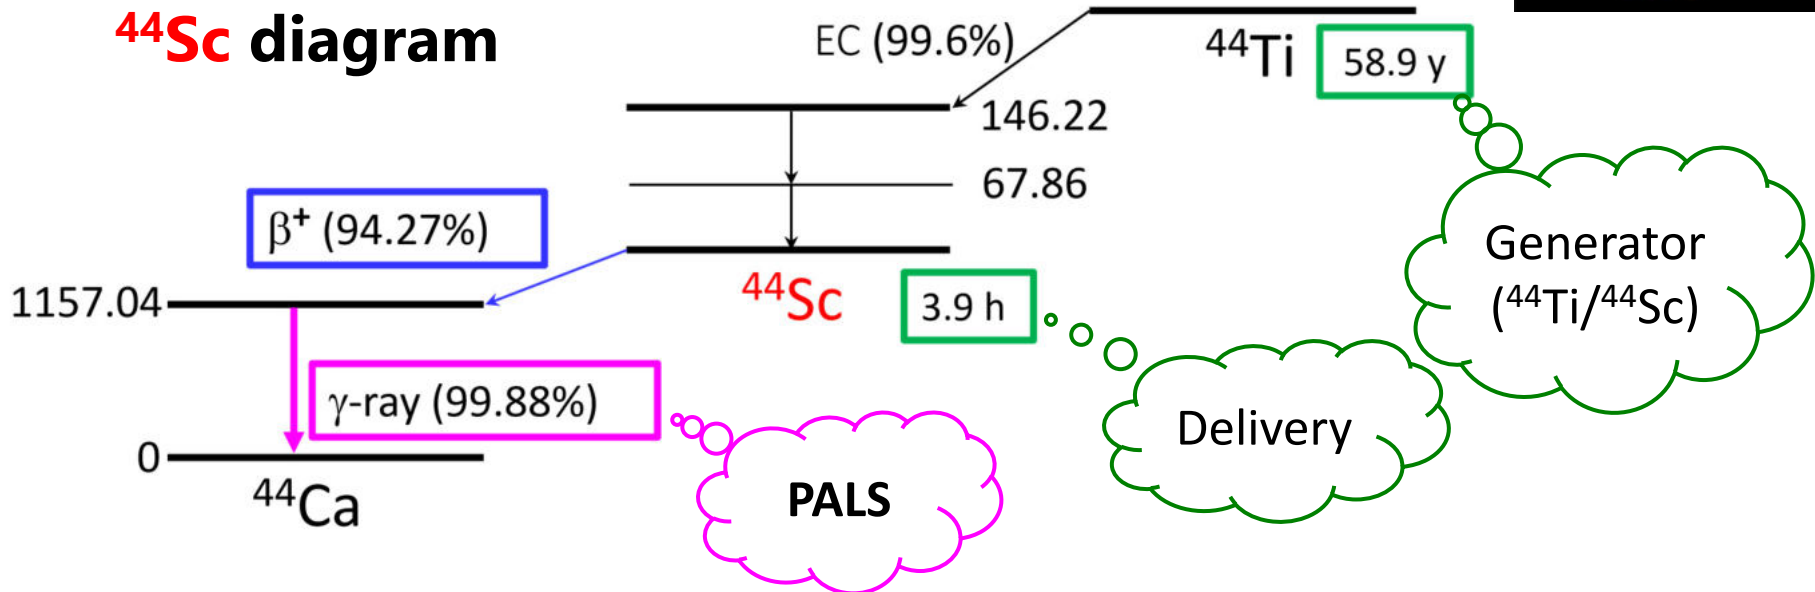 ⁴⁴Sc diagram
EC (99.6%)
⁴⁴Ti
58.9 y
146.22
67.86
β⁺ (94.27%)
Generator
(⁴⁴Ti/⁴⁴Sc)
1157.04
⁴⁴Sc
3.9 h
γ-ray (99.88%)
Delivery
0
⁴⁴Ca
PALS